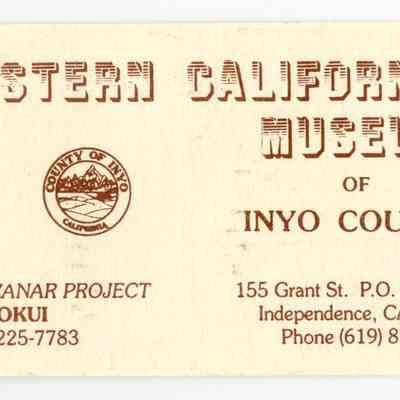 STERN CALIFORN
MUSEU
OF
INYO COU
COUNTY OF INYO
CALIFORNIA
ZANAR PROJECT
OKUI
225-7783
155 Grant St. P.O.
Independence, CA
Phone (619) 8